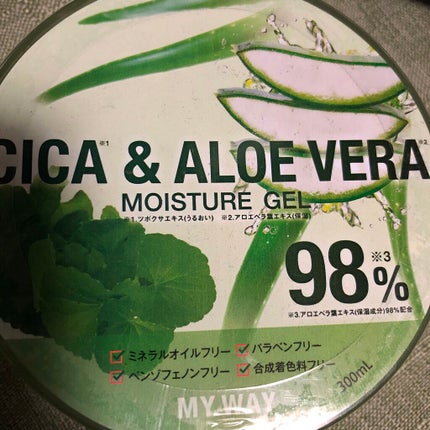 CICA※1 & ALOE VERA※2
MOISTURE GEL
※1.ツボクサエキス(うるおい) ※2.アロエベラ葉エキス(保湿)
98%※3
※3.アロエベラ葉エキス(保湿成分)98%配合
ミネラルオイルフリー パラベンフリー
ベンゾフェノンフリー 合成着色料フリー
300mL
MY WAY